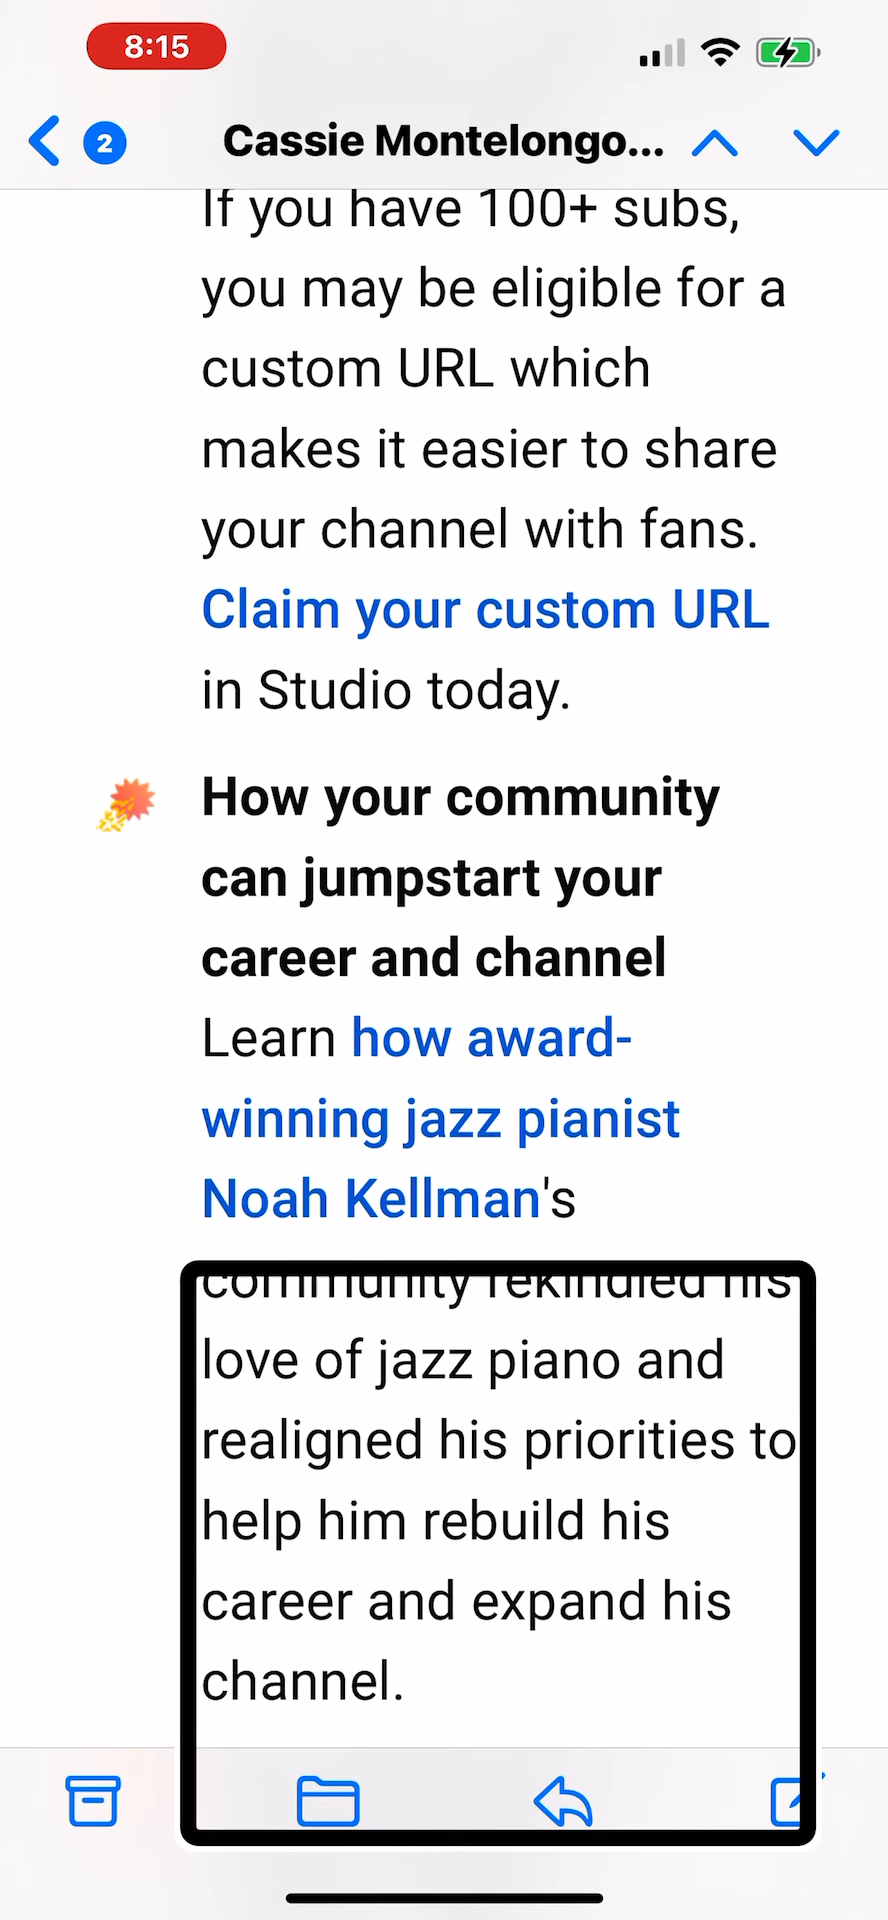 8:15
2
Cassie Montelongo...
If you have 100+ subs,
you may be eligible for a
custom URL which
makes it easier to share
your channel with fans.
Claim your custom URL
in Studio today.
How your community
can jumpstart your
career and channel
Learn how award-
winning jazz pianist
Noah Kellman's
community rekindled his
love of jazz piano and
realigned his priorities to
help him rebuild his
career and expand his
channel.